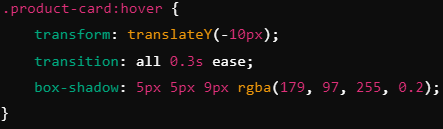 .product-card:hover {
    transform: translateY(-10px);
    transition: all 0.3s ease;
    box-shadow: 5px 5px 9px rgba(179, 97, 255, 0.2);
}